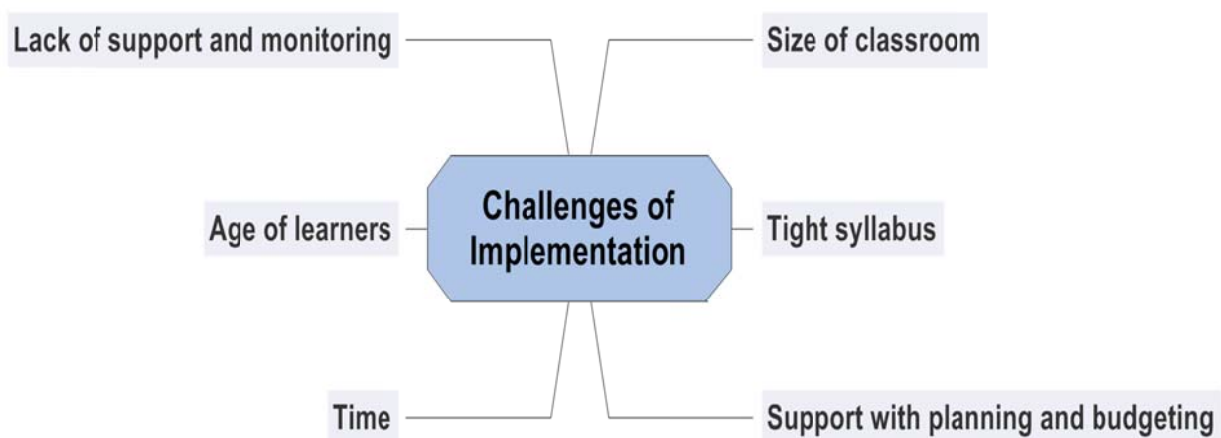 Lack of support and monitoring
Size of classroom
Age of learners
Challenges of
Implementation
Tight syllabus
Time
Support with planning and budgeting